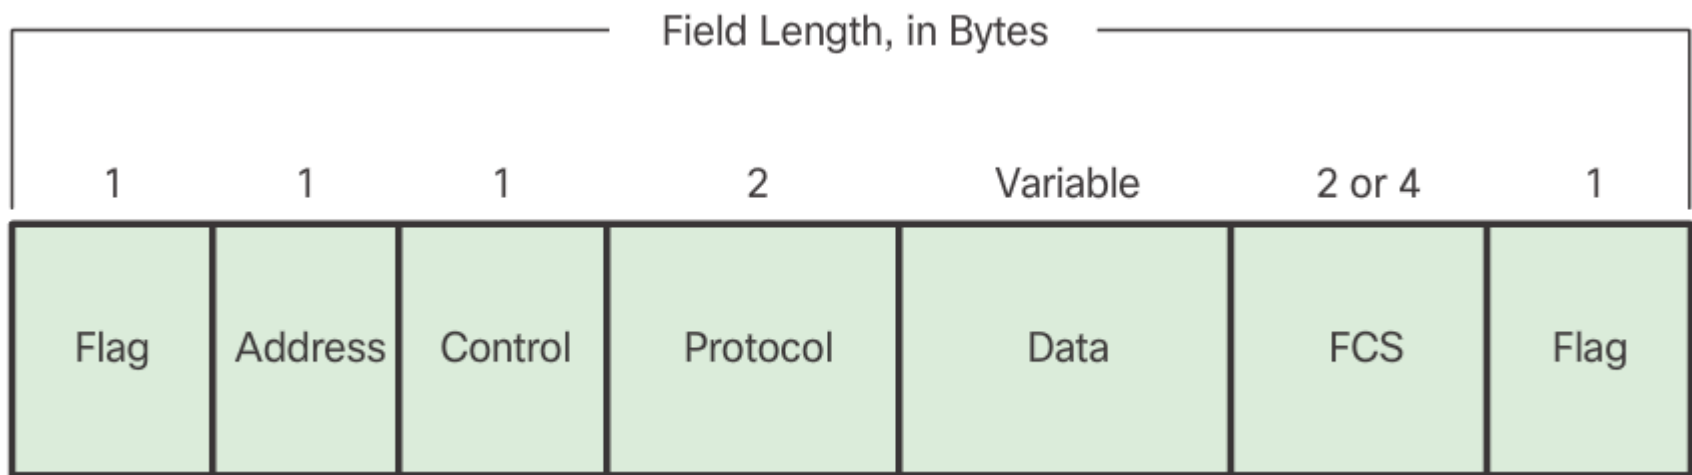 Field Length, in Bytes
1 1 1 2 Variable 2 or 4 1
Flag Address Control Protocol Data FCS Flag